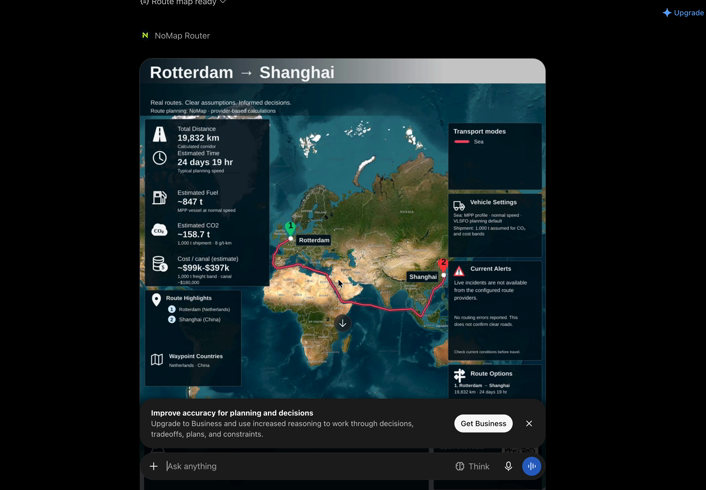 Route map ready
Upgrade
NoMap Router
Rotterdam → Shanghai
Real routes. Clear assumptions. Informed decisions.
Route planning: NoMap · provider-based calculations
Total Distance
19,832 km
Calculated corridor
Estimated Time
24 days 19 hr
Typical planning speed
Estimated Fuel
~847 t
MPP vessel at normal speed
CO₂
Estimated CO2
~158.7 t
1,000 t shipment · 8 g/t-km
$
Cost / canal (estimate)
~$99k-$397k
1,000 t freight band · canal
~$180,000
Route Highlights
1 Rotterdam (Netherlands)
2 Shanghai (China)
Waypoint Countries
Netherlands · China
1
Rotterdam
2
Shanghai
Transport modes
Sea
Vehicle Settings
Sea: MPP profile · normal speed ·
VLSFO planning default
Shipment: 1,000 t assumed for CO₂
and cost bands
Current Alerts
Live incidents are not available
from the configured route
providers.
No routing errors reported. This
does not confirm clear roads.
Check current conditions before travel.
Route Options
1. Rotterdam → Shanghai
19,832 km · 24 days 19 hr
Improve accuracy for planning and decisions
Upgrade to Business and use increased reasoning to work through decisions,
tradeoffs, plans, and constraints.
Get Business
Ask anything
Think